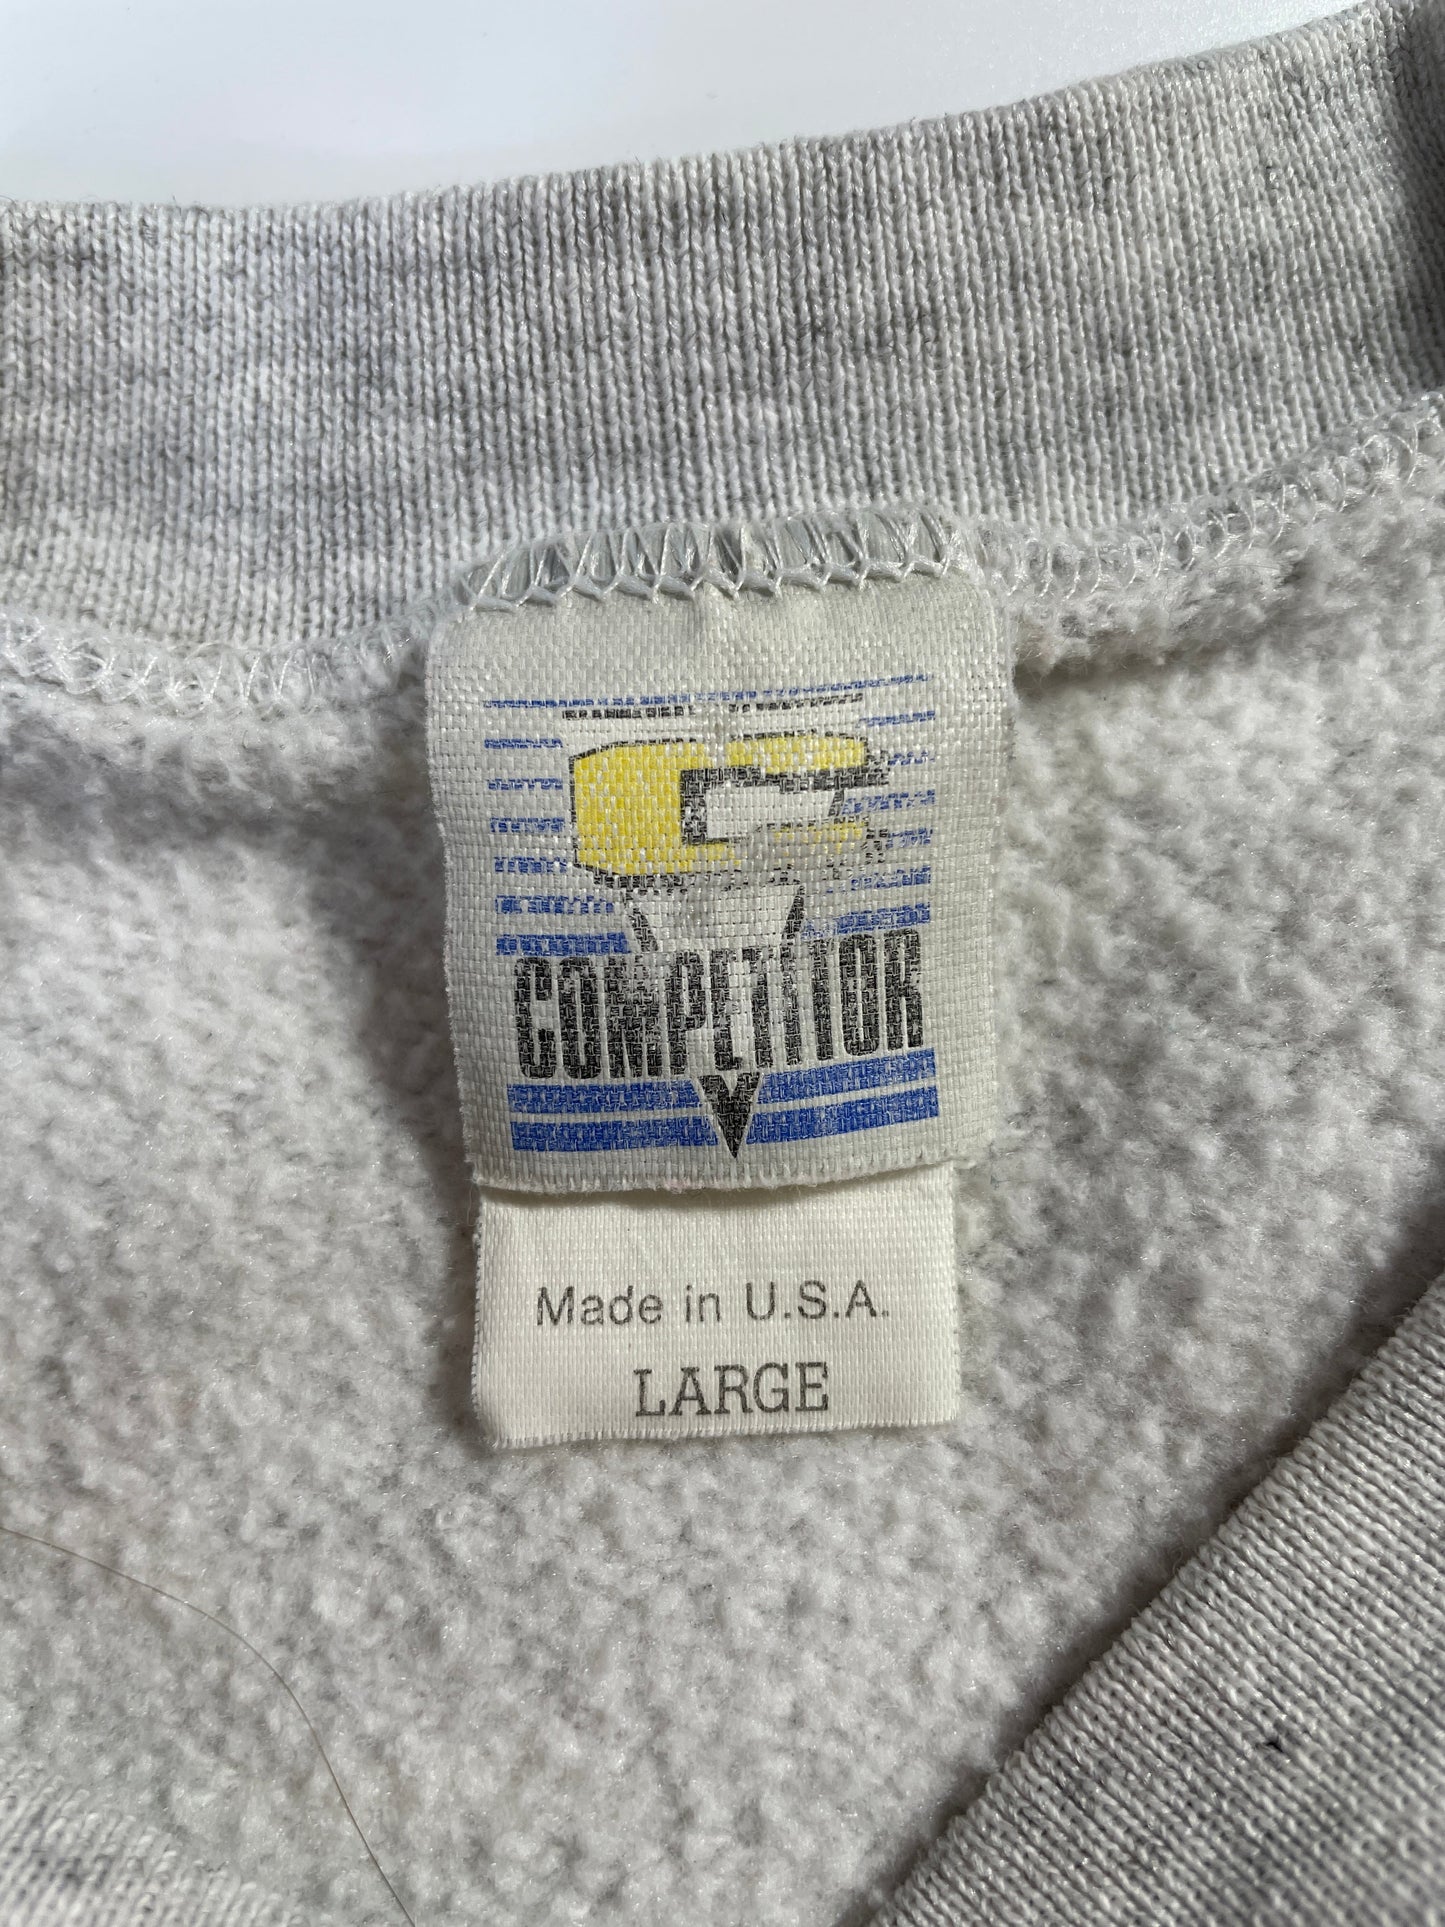 COMPETITOR
Made in U.S.A.
LARGE